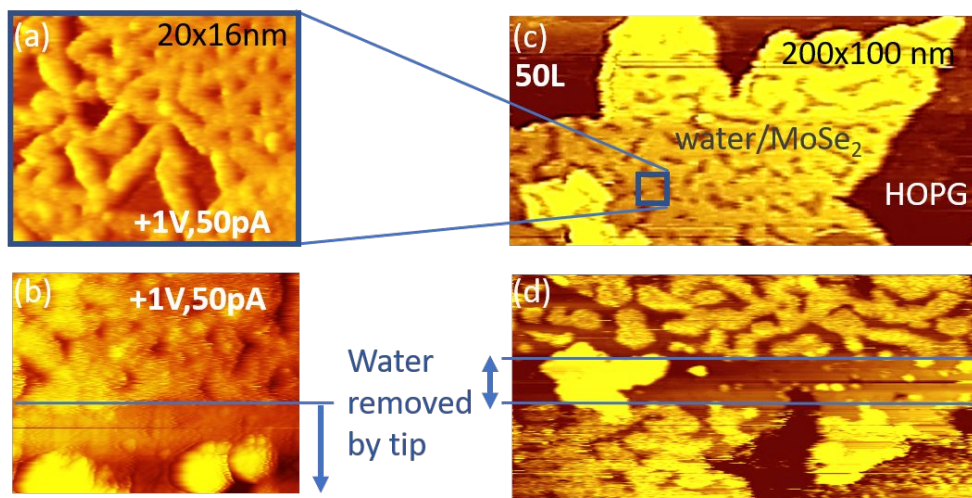 (a)
20x16nm
+1V,50pA
(c)
50L
200x100 nm
water/MoSe₂
HOPG
(b)
+1V,50pA
Water
removed
by tip
(d)